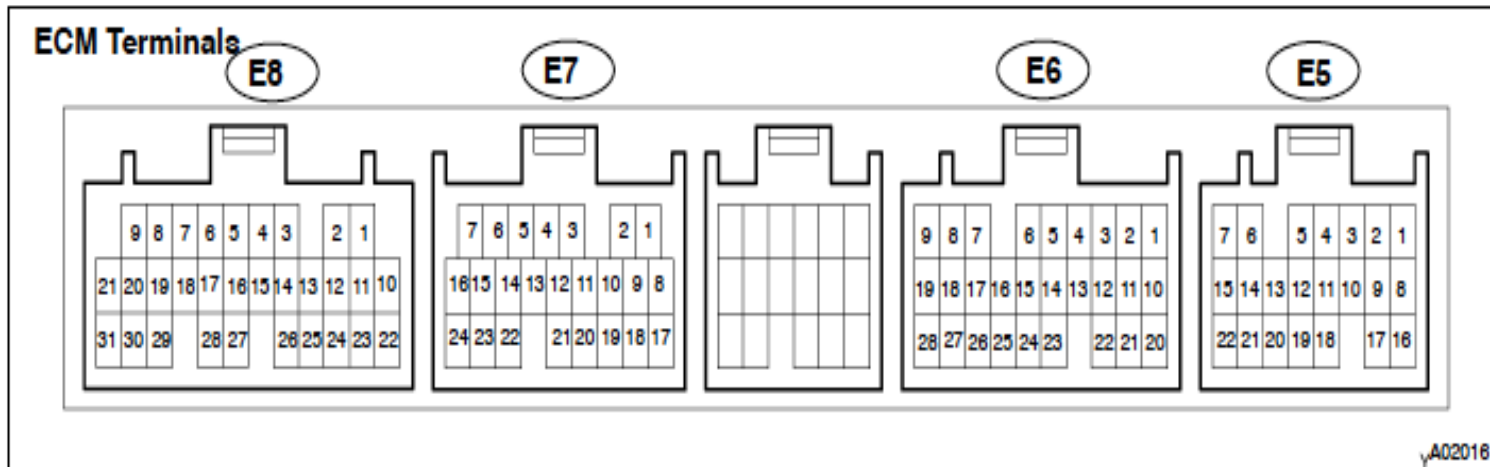 ECM Terminals
E8 E7 E6 E5
9 8 7 6 5 4 3 2 1 7 6 5 4 3 2 1 9 8 7 6 5 4 3 2 1 7 6 5 4 3 2 1
21 20 19 18 17 16 15 14 13 12 11 10 16 15 14 13 12 11 10 9 8 19 18 17 16 15 14 13 12 11 10 15 14 13 12 11 10 9 8
31 30 29 28 27 26 25 24 23 22 24 23 22 21 20 19 18 17 28 27 26 25 24 23 22 21 20 22 21 20 19 18 17 16
yA02016